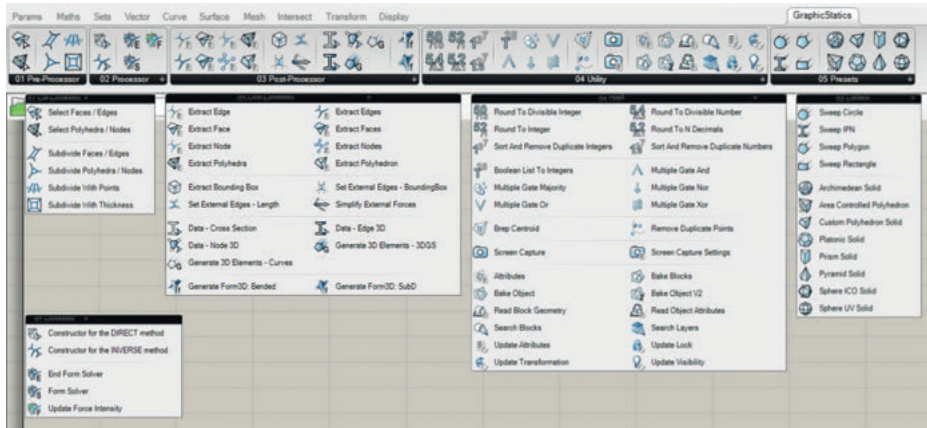 Params Maths Sets Vector Curve Surface Mesh Intersect Transform Display GraphicStatics
01 Pre-Processor 02 Processor 03 Post-Processor 04 Utility 05 Presets
Select Faces / Edges
Select Polyhedra / Nodes
Subdivide Faces / Edges
Subdivide Polyhedra / Nodes
Subdivide With Points
Subdivide With Thickness
Extract Edge Extract Edges
Extract Face Extract Faces
Extract Node Extract Nodes
Extract Polyhedra Extract Polyhedron
Extract Bounding Box Set External Edges - BoundingBox
Set External Edges - Length Simplify External Forces
Data - Cross Section Data - Edge 3D
Data - Node 3D Generate 3D Elements - 3DGS
Generate 3D Elements - Curves
Generate Form3D: Bended Generate Form3D: SubD
Round To Divisible Integer Round To Divisible Number
Round To Integer Round To N Decimals
Sort And Remove Duplicate Integers Sort And Remove Duplicate Numbers
Boolean List To Integers Multiple Gate And
Multiple Gate Majority Multiple Gate Nor
Multiple Gate Or Multiple Gate Xor
Brep Centroid Remove Duplicate Points
Screen Capture Screen Capture Settings
Attributes Bake Blocks
Bake Object Bake Object V2
Read Block Geometry Read Object Attributes
Search Blocks Search Layers
Update Attributes Update Lock
Update Transformation Update Visibility
Sweep Circle
Sweep IPN
Sweep Polygon
Sweep Rectangle
Archimedean Solid
Area Controlled Polyhedron
Custom Polyhedron Solid
Platonic Solid
Prism Solid
Pyramid Solid
Sphere ICO Solid
Sphere UV Solid
Constructor for the DIRECT method
Constructor for the INVERSE method
End Form Solver
Form Solver
Update Force Intensity